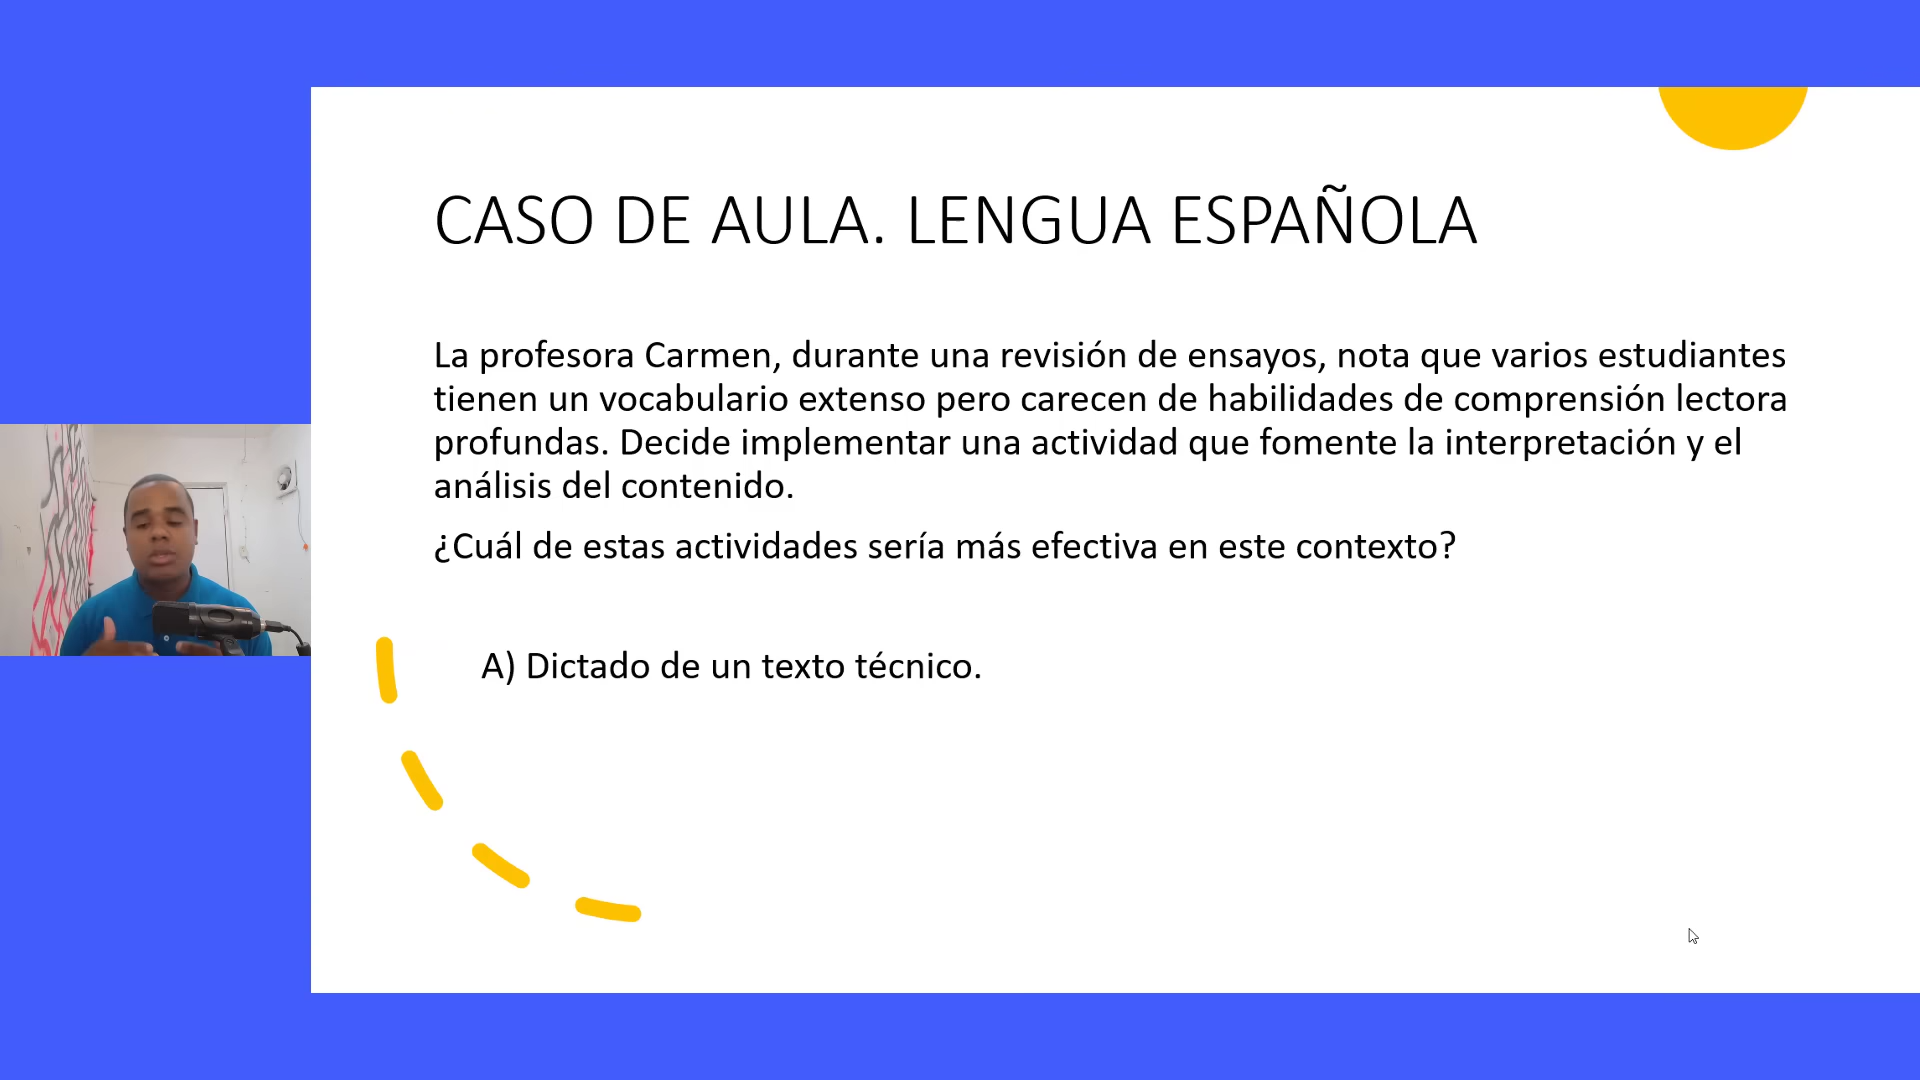 CASO DE AULA. LENGUA ESPAÑOLA
La profesora Carmen, durante una revisión de ensayos, nota que varios estudiantes
tienen un vocabulario extenso pero carecen de habilidades de comprensión lectora
profundas. Decide implementar una actividad que fomente la interpretación y el
análisis del contenido.
¿Cuál de estas actividades sería más efectiva en este contexto?
A) Dictado de un texto técnico.